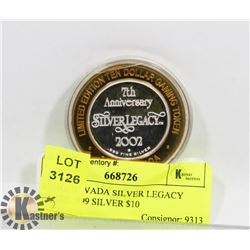 LIMITED EDITION TEN DOLLAR GAMING TOKEN
7th
Anniversary
SILVER LEGACY
2002
.999 FINE SILVER
LOT
3126
entory #:
668726
VADA SILVER LEGACY
SILVER $10
Consignor: 9313
Kastner's